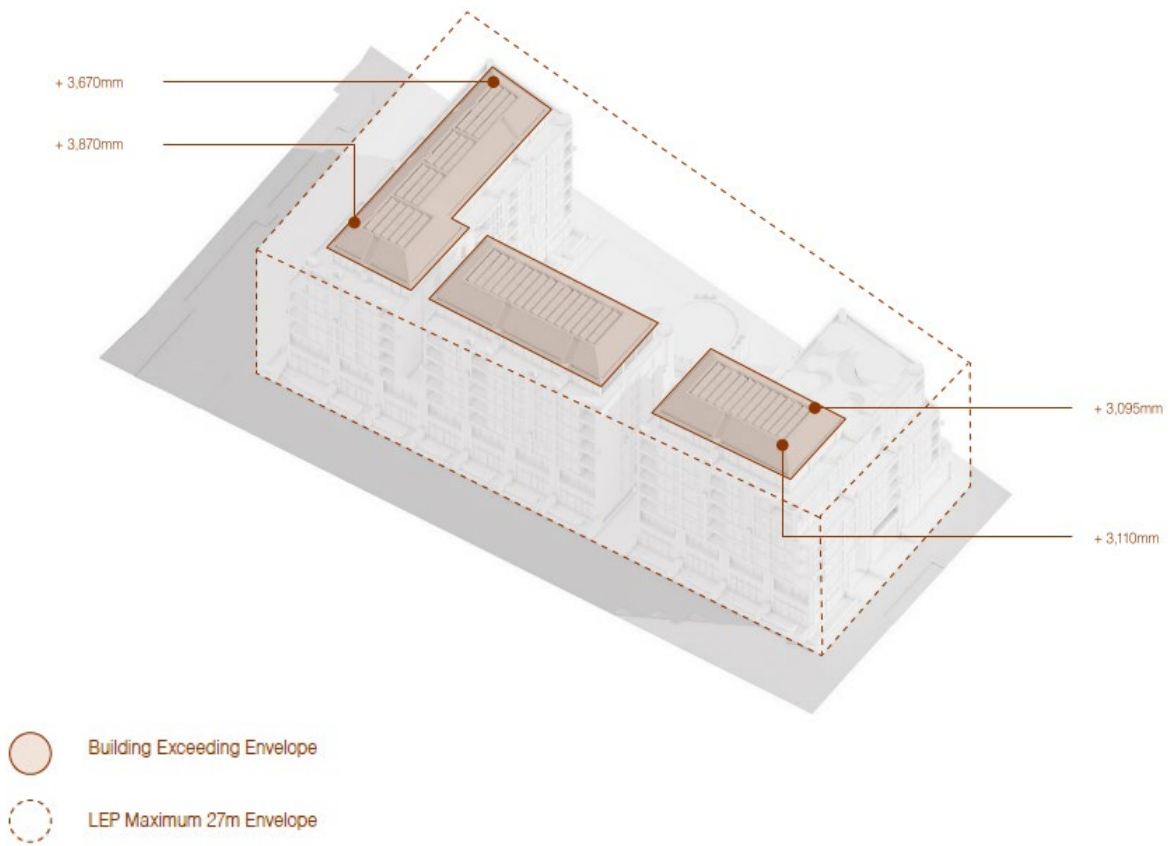 + 3,670mm
+ 3,870mm
+ 3,095mm
+ 3,110mm
Building Exceeding Envelope
LEP Maximum 27m Envelope